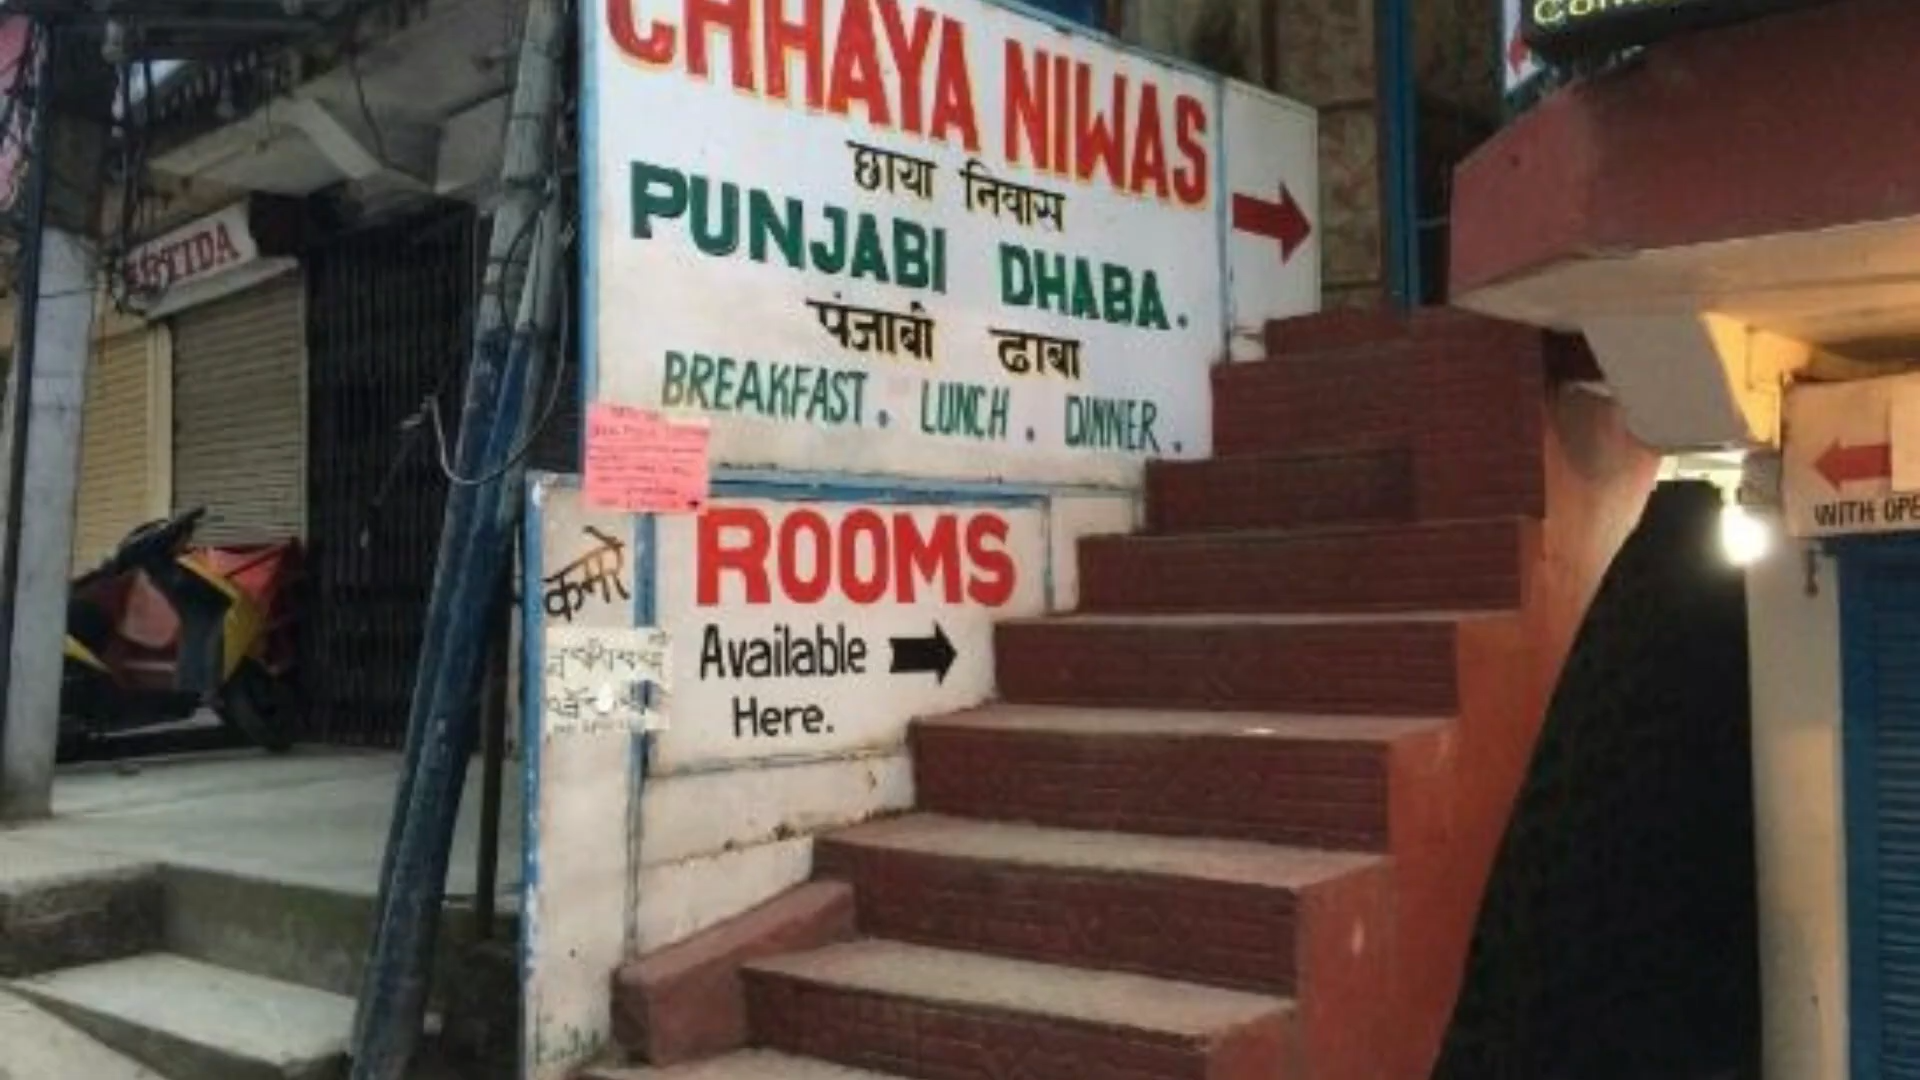 CHHAYA NIWAS
छाया निवास
PUNJABI DHABA.
पंजाबी ढाबा
BREAKFAST. LUNCH. DINNER.
कमरे
ROOMS
Available
Here.
WITH OPE